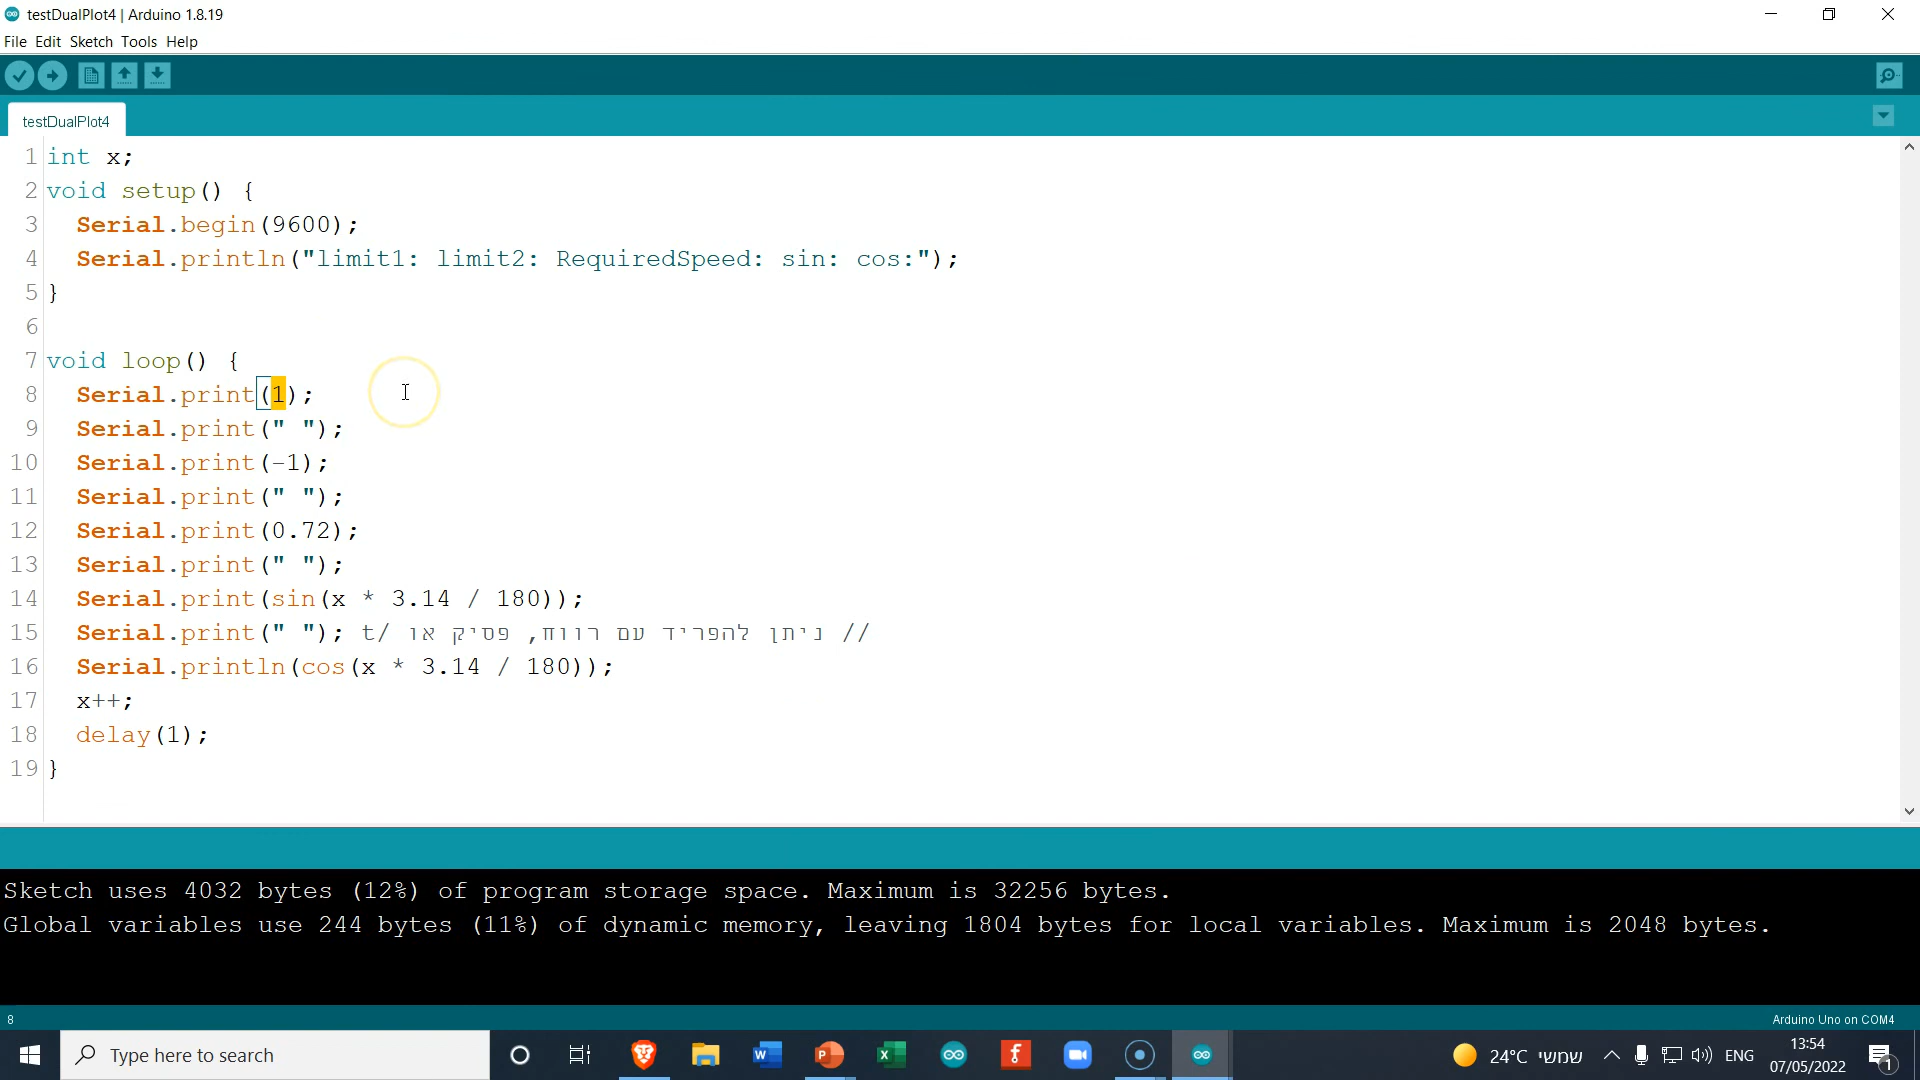 testDualPlot4 | Arduino 1.8.19
File Edit Sketch Tools Help
testDualPlot4
1 int x;
2 void setup() {
3 Serial.begin(9600);
4 Serial.println("limit1: limit2: RequiredSpeed: sin: cos:");
5 }
6
7 void loop() {
8 Serial.print(1);
9 Serial.print(" ");
10 Serial.print(-1);
11 Serial.print(" ");
12 Serial.print(0.72);
13 Serial.print(" ");
14 Serial.print(sin(x * 3.14 / 180));
15 Serial.print(" "); // ניתן להפריד עם רווח, פסיק או /t
16 Serial.println(cos(x * 3.14 / 180));
17 x++;
18 delay(1);
19 }
Sketch uses 4032 bytes (12%) of program storage space. Maximum is 32256 bytes.
Global variables use 244 bytes (11%) of dynamic memory, leaving 1804 bytes for local variables. Maximum is 2048 bytes.
8
Arduino Uno on COM4
Type here to search
24°C שמשי
ENG
13:54
07/05/2022
1